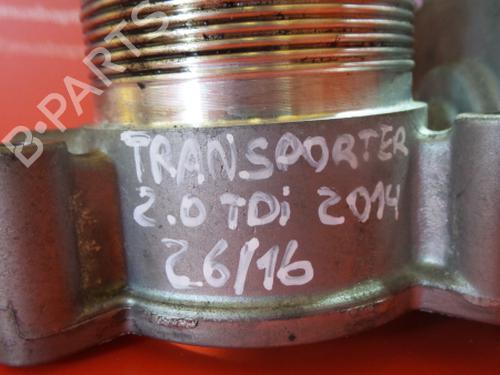 B-PARTS
TRANSPORTER
2.0 TDi 2014
26/16